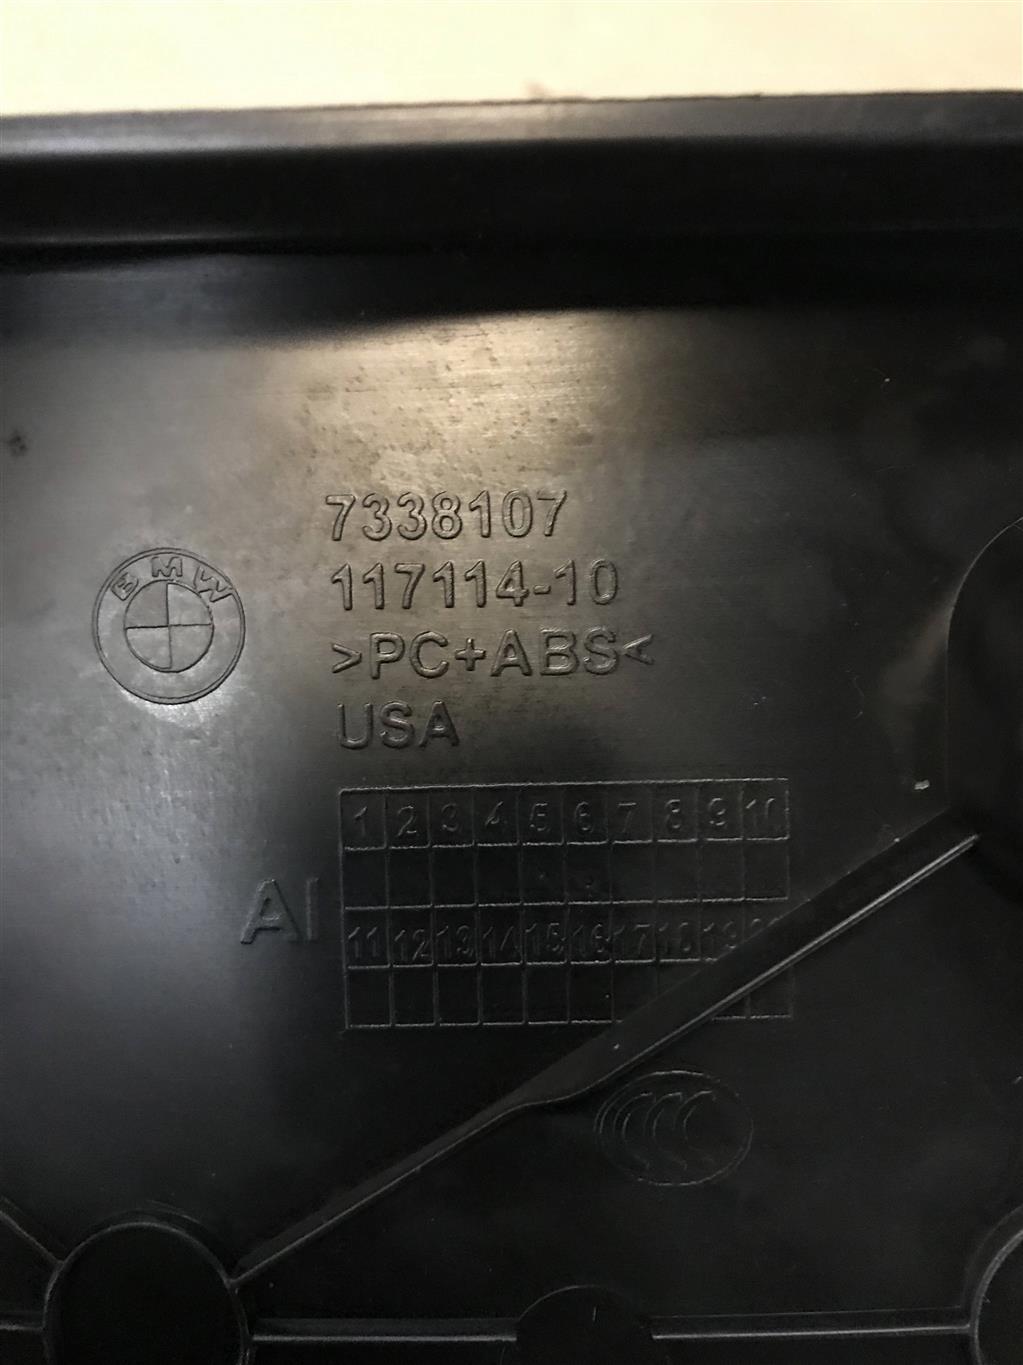 7338107
BMW
117114-10
>PC+ABS<
USA
1 2 3 4 5 6 7 8 9 10
AI
11 12 13 14 15 16 17 18 19
CCC